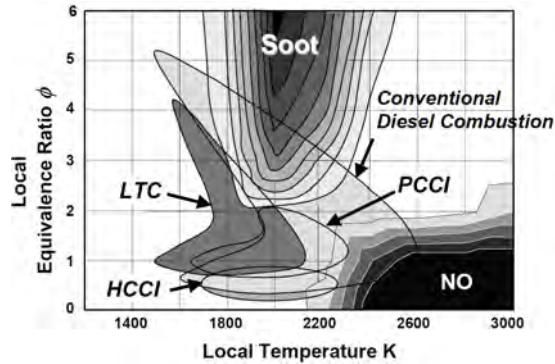 6
5
4
3
2
1
0
Local
Equivalence Ratio ϕ
Soot
Conventional
Diesel Combustion
LTC
PCCI
HCCI
NO
1400
1800
2200
2600
3000
Local Temperature K